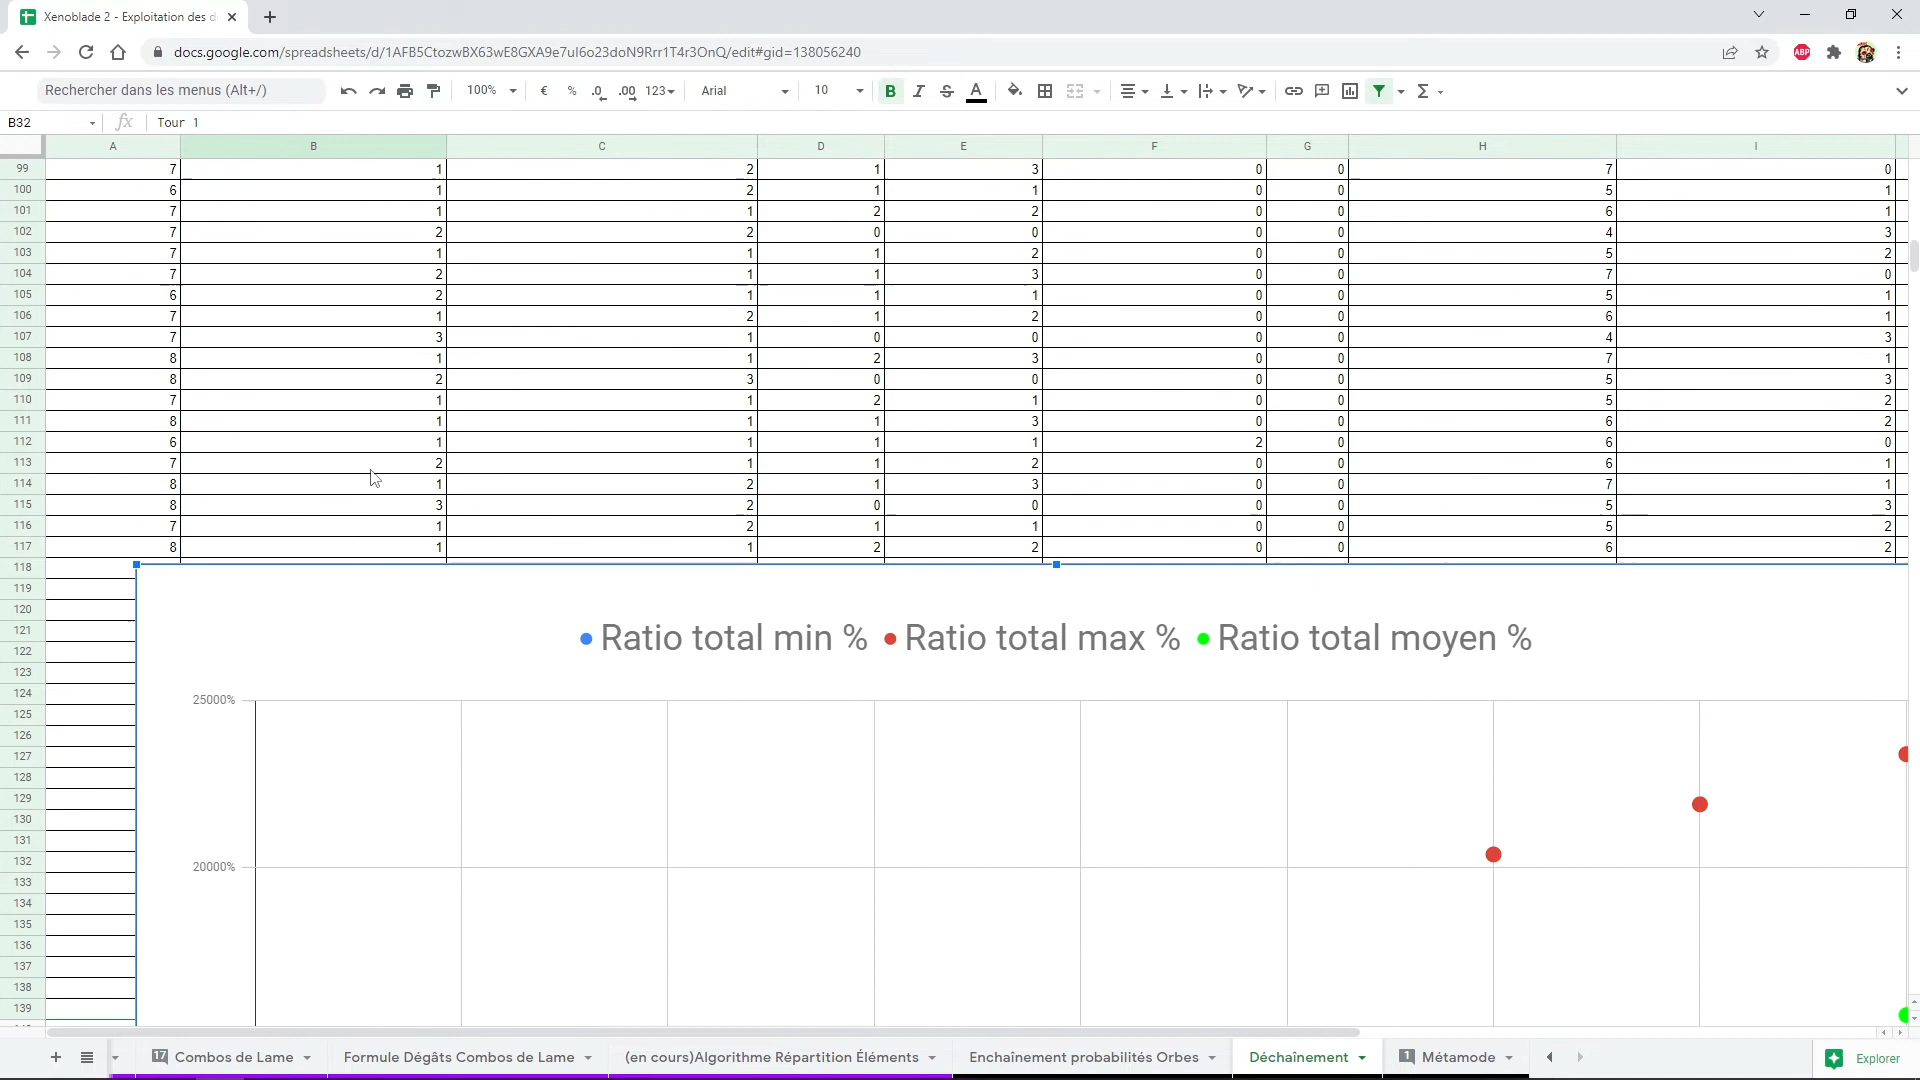 Xenoblade 2 - Exploitation des d
docs.google.com/spreadsheets/d/1AFB5CtozwBX63wE8GXA9e7ul6o23doN9Rrr1T4r3OnQ/edit#gid=138056240
ABP
Rechercher dans les menus (Alt+/) 100% € % .0 .00 123 Arial 10 B I S A Σ
B32 fx Tour 1
A B C D E F G H I
99 7 1 2 1 3 0 0 7 0
100 6 1 2 1 1 0 0 5 1
101 7 1 1 2 2 0 0 6 1
102 7 2 2 0 0 0 0 4 3
103 7 1 1 1 2 0 0 5 2
104 7 2 1 1 3 0 0 7 0
105 6 2 1 1 1 0 0 5 1
106 7 1 2 1 2 0 0 6 1
107 7 3 1 0 0 0 0 4 3
108 8 1 1 2 3 0 0 7 1
109 8 2 3 0 0 0 0 5 3
110 7 1 1 2 1 0 0 5 2
111 8 1 1 1 3 0 0 6 2
112 6 1 1 1 1 2 0 6 0
113 7 2 1 1 2 0 0 6 1
114 8 1 2 1 3 0 0 7 1
115 8 3 2 0 0 0 0 5 3
116 7 1 2 1 1 0 0 5 2
117 8 1 1 2 2 0 0 6 2
118
119
120
121
122
123
124
125
126
127
128
129
130
131
132
133
134
135
136
137
138
139
Ratio total min % Ratio total max % Ratio total moyen %
25000%
20000%
17 Combos de Lame Formule Dégâts Combos de Lame (en cours)Algorithme Répartition Éléments Enchaînement probabilités Orbes Déchaînement 1 Métamode Explorer